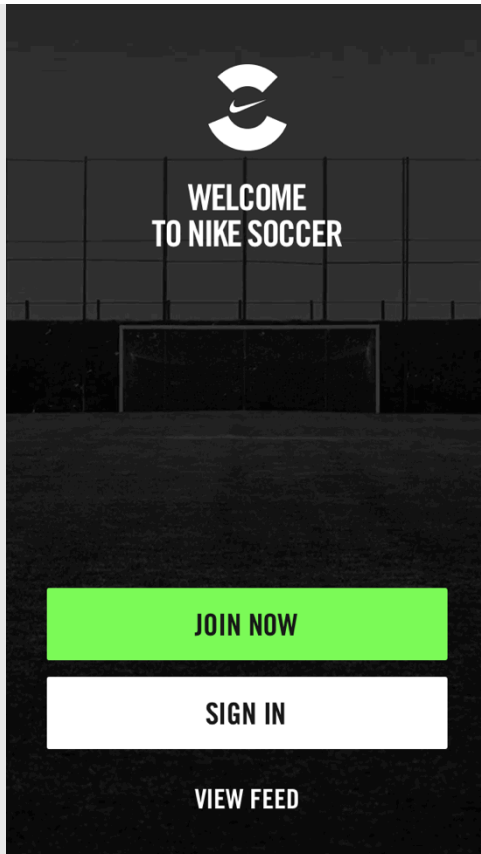 WELCOME
TO NIKE SOCCER
JOIN NOW
SIGN IN
VIEW FEED